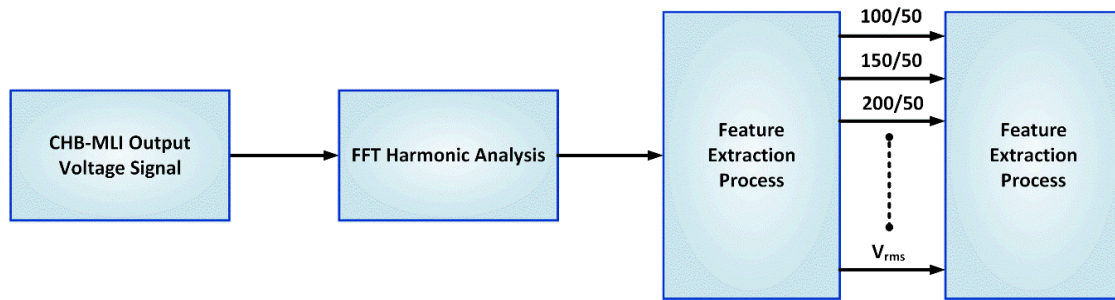 CHB-MLI Output
Voltage Signal
FFT Harmonic Analysis
Feature
Extraction
Process
100/50
150/50
200/50
Vrms
Feature
Extraction
Process